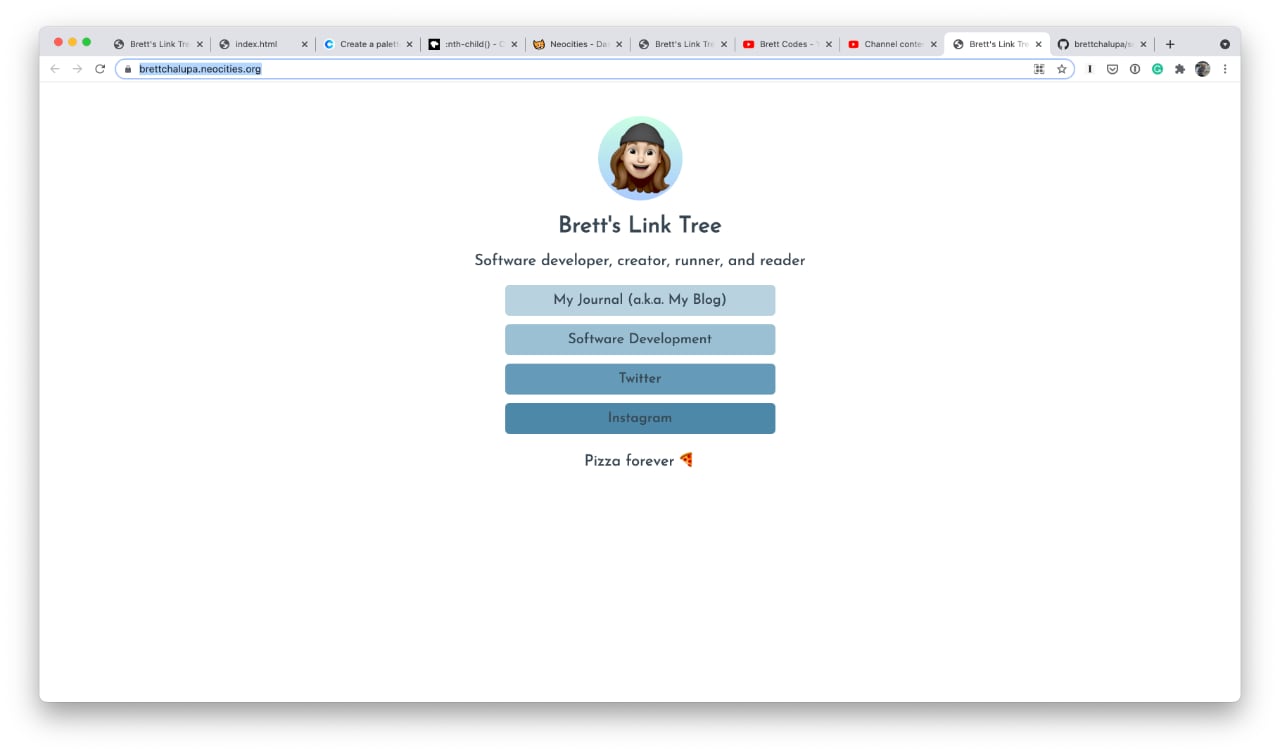 Brett's Link Tre
index.html
Create a palett
:nth-child() - C
Neocities - Da
Brett's Link Tre
Brett Codes - Y
Channel conte
Brett's Link Tre
brettchalupa/s
brettchalupa.neocities.org
Brett's Link Tree
Software developer, creator, runner, and reader
My Journal (a.k.a. My Blog)
Software Development
Twitter
Instagram
Pizza forever 🍕